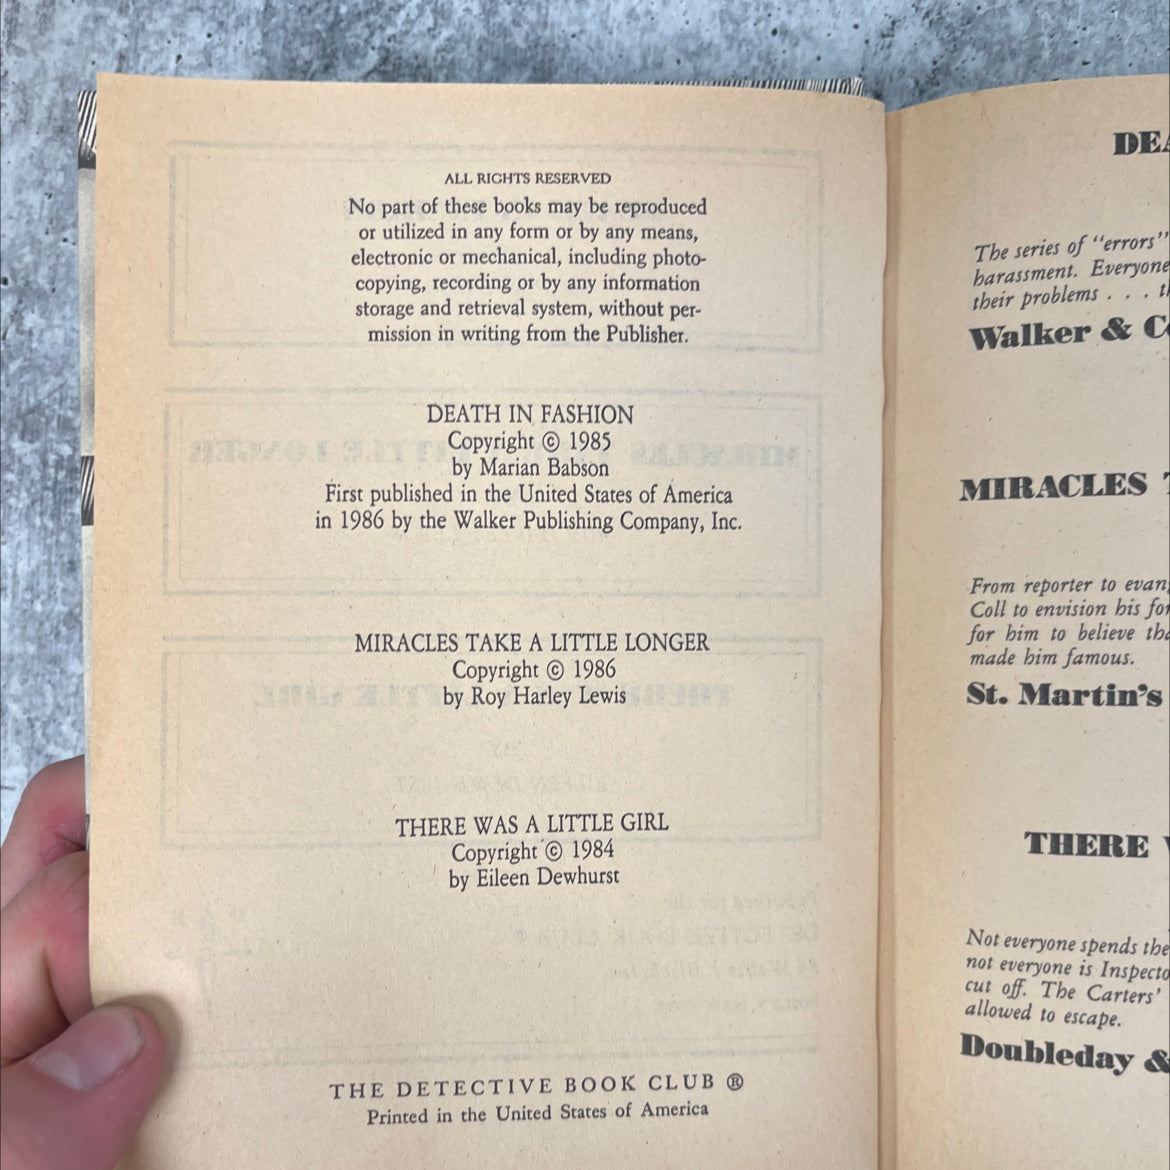 ALL RIGHTS RESERVED
No part of these books may be reproduced
or utilized in any form or by any means,
electronic or mechanical, including photo-
copying, recording or by any information
storage and retrieval system, without per-
mission in writing from the Publisher.
DEATH IN FASHION
Copyright © 1985
by Marian Babson
First published in the United States of America
in 1986 by the Walker Publishing Company, Inc.
MIRACLES TAKE A LITTLE LONGER
Copyright © 1986
by Roy Harley Lewis
THERE WAS A LITTLE GIRL
Copyright © 1984
by Eileen Dewhurst
THE DETECTIVE BOOK CLUB ®
Printed in the United States of America
The series of "errors"
harassment. Everyone
their problems . . .
Walker &
MIRACLES
From reporter to
Coll to envision his
for him to believe
made him famous.
St. Martin's
THERE
Not everyone spends the
not everyone is
cut off. The Carters'
allowed to escape.
Doubleday &